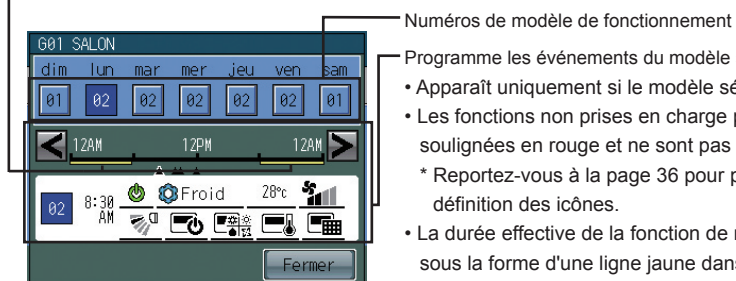 Numéros de modèle de fonctionnement
G01 SALON
dim lun mar mer jeu ven sam
01 02 02 02 02 02 01
12AM 12PM 12AM
02 8:30 AM Froid 28°c
Fermer
Programme les événements du modèle
• Apparaît uniquement si le modèle
• Les fonctions non prises en charge
soulignées en rouge et ne sont pas
* Reportez-vous à la page 36 pour
définition des icônes.
• La durée effective de la fonction de
sous la forme d'une ligne jaune